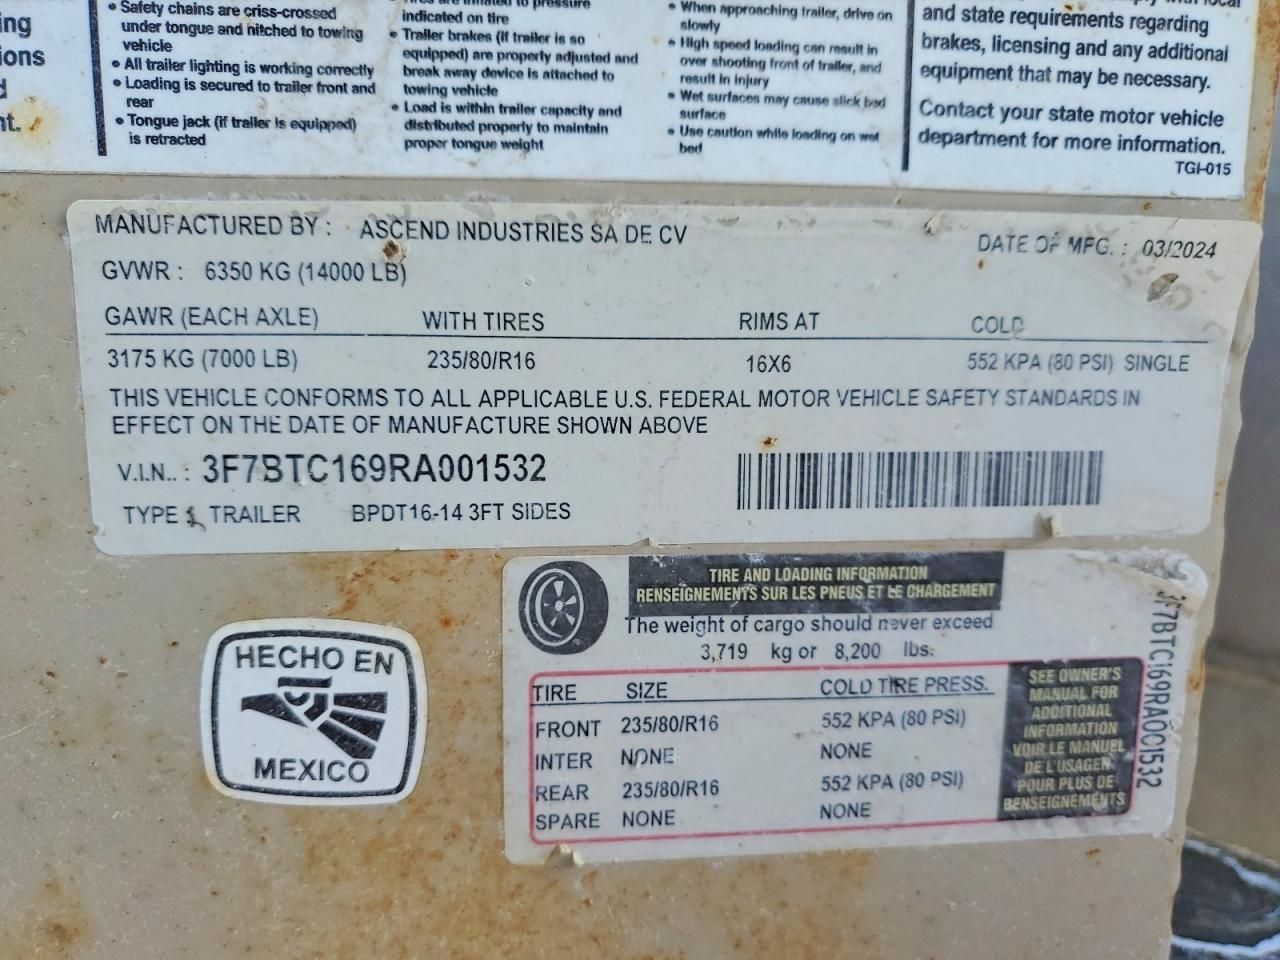 ing
ions
nt.
• Safety chains are criss-crossed
under tongue and hitched to towing
vehicle
• All trailer lighting is working correctly
• Loading is secured to trailer front and
rear
• Tongue jack (if trailer is equipped)
is retracted
Tires are inflated to pressure
indicated on tire
• Trailer brakes (if trailer is so
equipped) are properly adjusted and
break away device is attached to
towing vehicle
• Load is within trailer capacity and
distributed properly to maintain
proper tongue weight
• When approaching trailer, drive on
slowly
• High speed loading can result in
over shooting front of trailer, and
result in injury
• Wet surfaces may cause slick bed
surface
• Use caution while loading on wet
bed
with local
and state requirements regarding
brakes, licensing and any additional
equipment that may be necessary.
Contact your state motor vehicle
department for more information.
TGI-015
MANUFACTURED BY : ASCEND INDUSTRIES SA DE CV
DATE OF MFG. : 03/2024
GVWR : 6350 KG (14000 LB)
GAWR (EACH AXLE) WITH TIRES RIMS AT COLD
3175 KG (7000 LB) 235/80/R16 16X6 552 KPA (80 PSI) SINGLE
THIS VEHICLE CONFORMS TO ALL APPLICABLE U.S. FEDERAL MOTOR VEHICLE SAFETY STANDARDS IN
EFFECT ON THE DATE OF MANUFACTURE SHOWN ABOVE
V.I.N.. : 3F7BTC169RA001532
TYPE : TRAILER BPDT16-14 3FT SIDES
HECHO EN
MEXICO
TIRE AND LOADING INFORMATION
RENSEIGNEMENTS SUR LES PNEUS ET LE CHARGEMENT
The weight of cargo should never exceed
3,719 kg or 8,200 lbs.
TIRE SIZE COLD TIRE PRESS.
FRONT 235/80/R16 552 KPA (80 PSI)
INTER NONE NONE
REAR 235/80/R16 552 KPA (80 PSI)
SPARE NONE NONE
SEE OWNER'S
MANUAL FOR
ADDITIONAL
INFORMATION
VOIR LE MANUEL
DE L'USAGER
POUR PLUS DE
RENSEIGNEMENTS
3F7BTC169RA001532